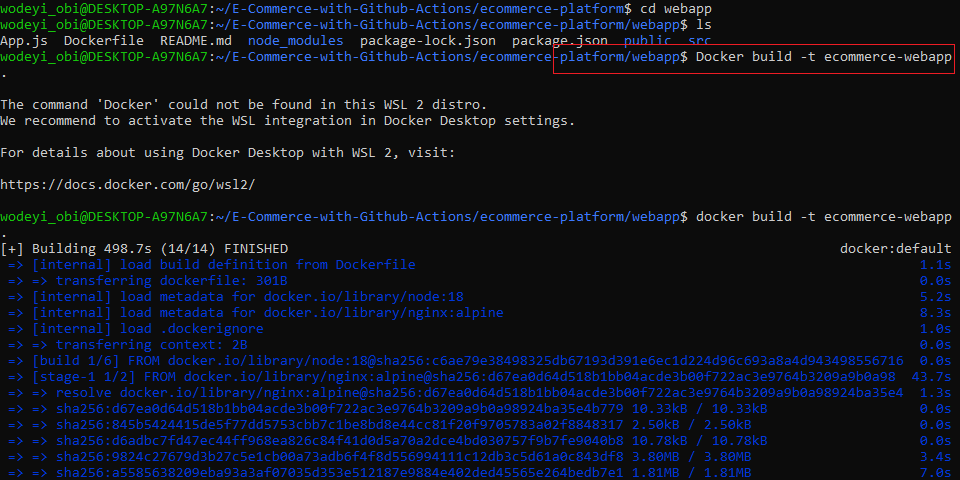 wodeyi_obi@DESKTOP-A97N6A7:~/E-Commerce-with-Github-Actions/ecommerce-platform$ cd webapp
wodeyi_obi@DESKTOP-A97N6A7:~/E-Commerce-with-Github-Actions/ecommerce-platform/webapp$ ls
App.js  Dockerfile  README.md  node_modules  package-lock.json  package.json  public  src
wodeyi_obi@DESKTOP-A97N6A7:~/E-Commerce-with-Github-Actions/ecommerce-platform/webapp$ Docker build -t ecommerce-webapp
.
The command 'Docker' could not be found in this WSL 2 distro.
We recommend to activate the WSL integration in Docker Desktop settings.
For details about using Docker Desktop with WSL 2, visit:
https://docs.docker.com/go/wsl2/
wodeyi_obi@DESKTOP-A97N6A7:~/E-Commerce-with-Github-Actions/ecommerce-platform/webapp$ docker build -t ecommerce-webapp
.
[+] Building 498.7s (14/14) FINISHED docker:default
=> [internal] load build definition from Dockerfile 1.1s
=> => transferring dockerfile: 301B 0.0s
=> [internal] load metadata for docker.io/library/node:18 5.2s
=> [internal] load metadata for docker.io/library/nginx:alpine 8.3s
=> [internal] load .dockerignore 1.0s
=> => transferring context: 2B 0.0s
=> [build 1/6] FROM docker.io/library/node:18@sha256:c6ae79e38498325db67193d391e6ec1d224d96c693a8a4d943498556716 0.0s
=> [stage-1 1/2] FROM docker.io/library/nginx:alpine@sha256:d67ea0d64d518b1bb04acde3b00f722ac3e9764b3209a9b0a98 43.7s
=> => resolve docker.io/library/nginx:alpine@sha256:d67ea0d64d518b1bb04acde3b00f722ac3e9764b3209a9b0a98924ba35e4 1.3s
=> => sha256:d67ea0d64d518b1bb04acde3b00f722ac3e9764b3209a9b0a98924ba35e4b779 10.33kB / 10.33kB 0.0s
=> => sha256:845b5424415de5f77dd5753cbb7c1be8bd8e44cc81f20f9705783a02f8848317 2.50kB / 2.50kB 0.0s
=> => sha256:d6adbc7fd47ec44ff968ea826c84f41d0d5a70a2dce4bd030757f9b7fe9040b8 10.78kB / 10.78kB 0.0s
=> => sha256:9824c27679d3b27c5e1cb00a73adb6f4f8d556994111c12db3c5d61a0c843df8 3.80MB / 3.80MB 3.4s
=> => sha256:a5585638209eba93a3af07035d353e512187e9884e402ded45565e264bedb7e1 1.81MB / 1.81MB 7.0s